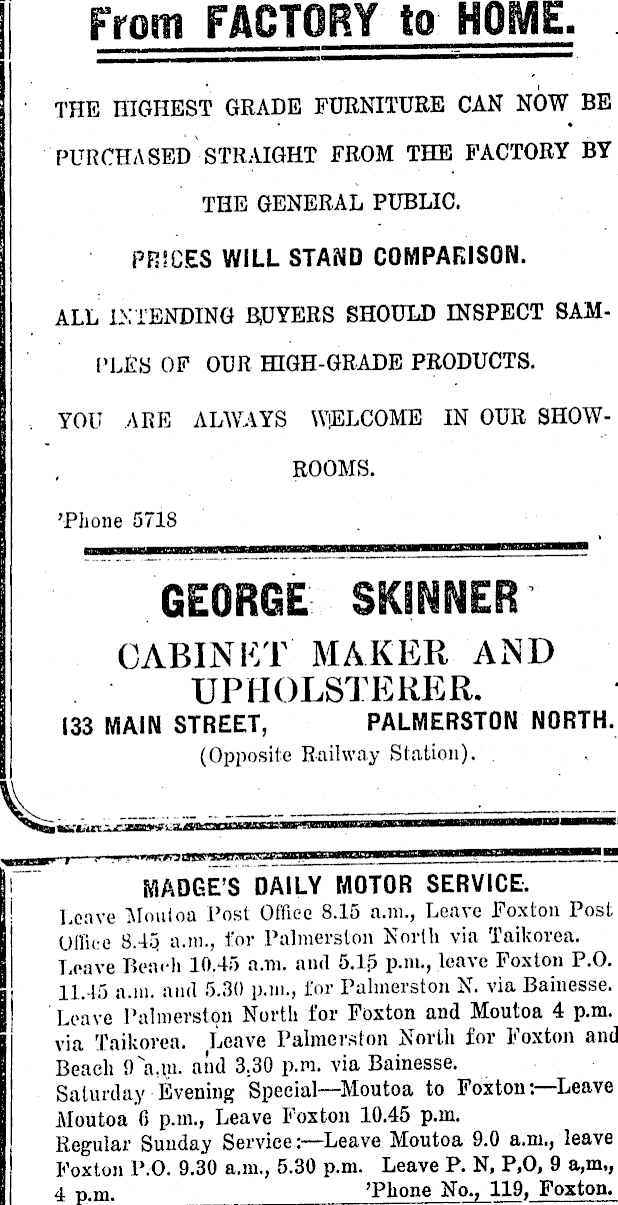 From FACTORY to HOME.
THE HIGHEST GRADE FURNITURE CAN NOW BE
PURCHASED STRAIGHT FROM THE FACTORY BY
THE GENERAL PUBLIC.
PRICES WILL STAND COMPARISON.
ALL INTENDING BUYERS SHOULD INSPECT SAM-
PLES OF OUR HIGH-GRADE PRODUCTS.
YOU ARE ALWAYS WELCOME IN OUR SHOW-
ROOMS.
'Phone 5718
GEORGE SKINNER
CABINET MAKER AND
UPHOLSTERER.
133 MAIN STREET, PALMERSTON NORTH.
(Opposite Railway Station).
MADGE'S DAILY MOTOR SERVICE.
Leave Moutoa Post Office 8.15 a.m., Leave Foxton Post
Office 8.45 a.m., for Palmerston North via Taikorea.
Leave Beach 10.45 a.m. and 5.15 p.m., leave Foxton P.O.
11.45 a.m. and 5.30 p.m., for Palmerston N. via Bainesse.
Leave Palmerston North for Foxton and Moutoa 4 p.m.
via Taikorea. Leave Palmerston North for Foxton and
Beach 9 a.m. and 3.30 p.m. via Bainesse.
Saturday Evening Special—Moutoa to Foxton:—Leave
Moutoa 6 p.m., Leave Foxton 10.45 p.m.
Regular Sunday Service:—Leave Moutoa 9.0 a.m., leave
Foxton P.O. 9.30 a.m., 5.30 p.m. Leave P. N, P,O, 9 a,m,,
4 p.m. 'Phone No., 119, Foxton.